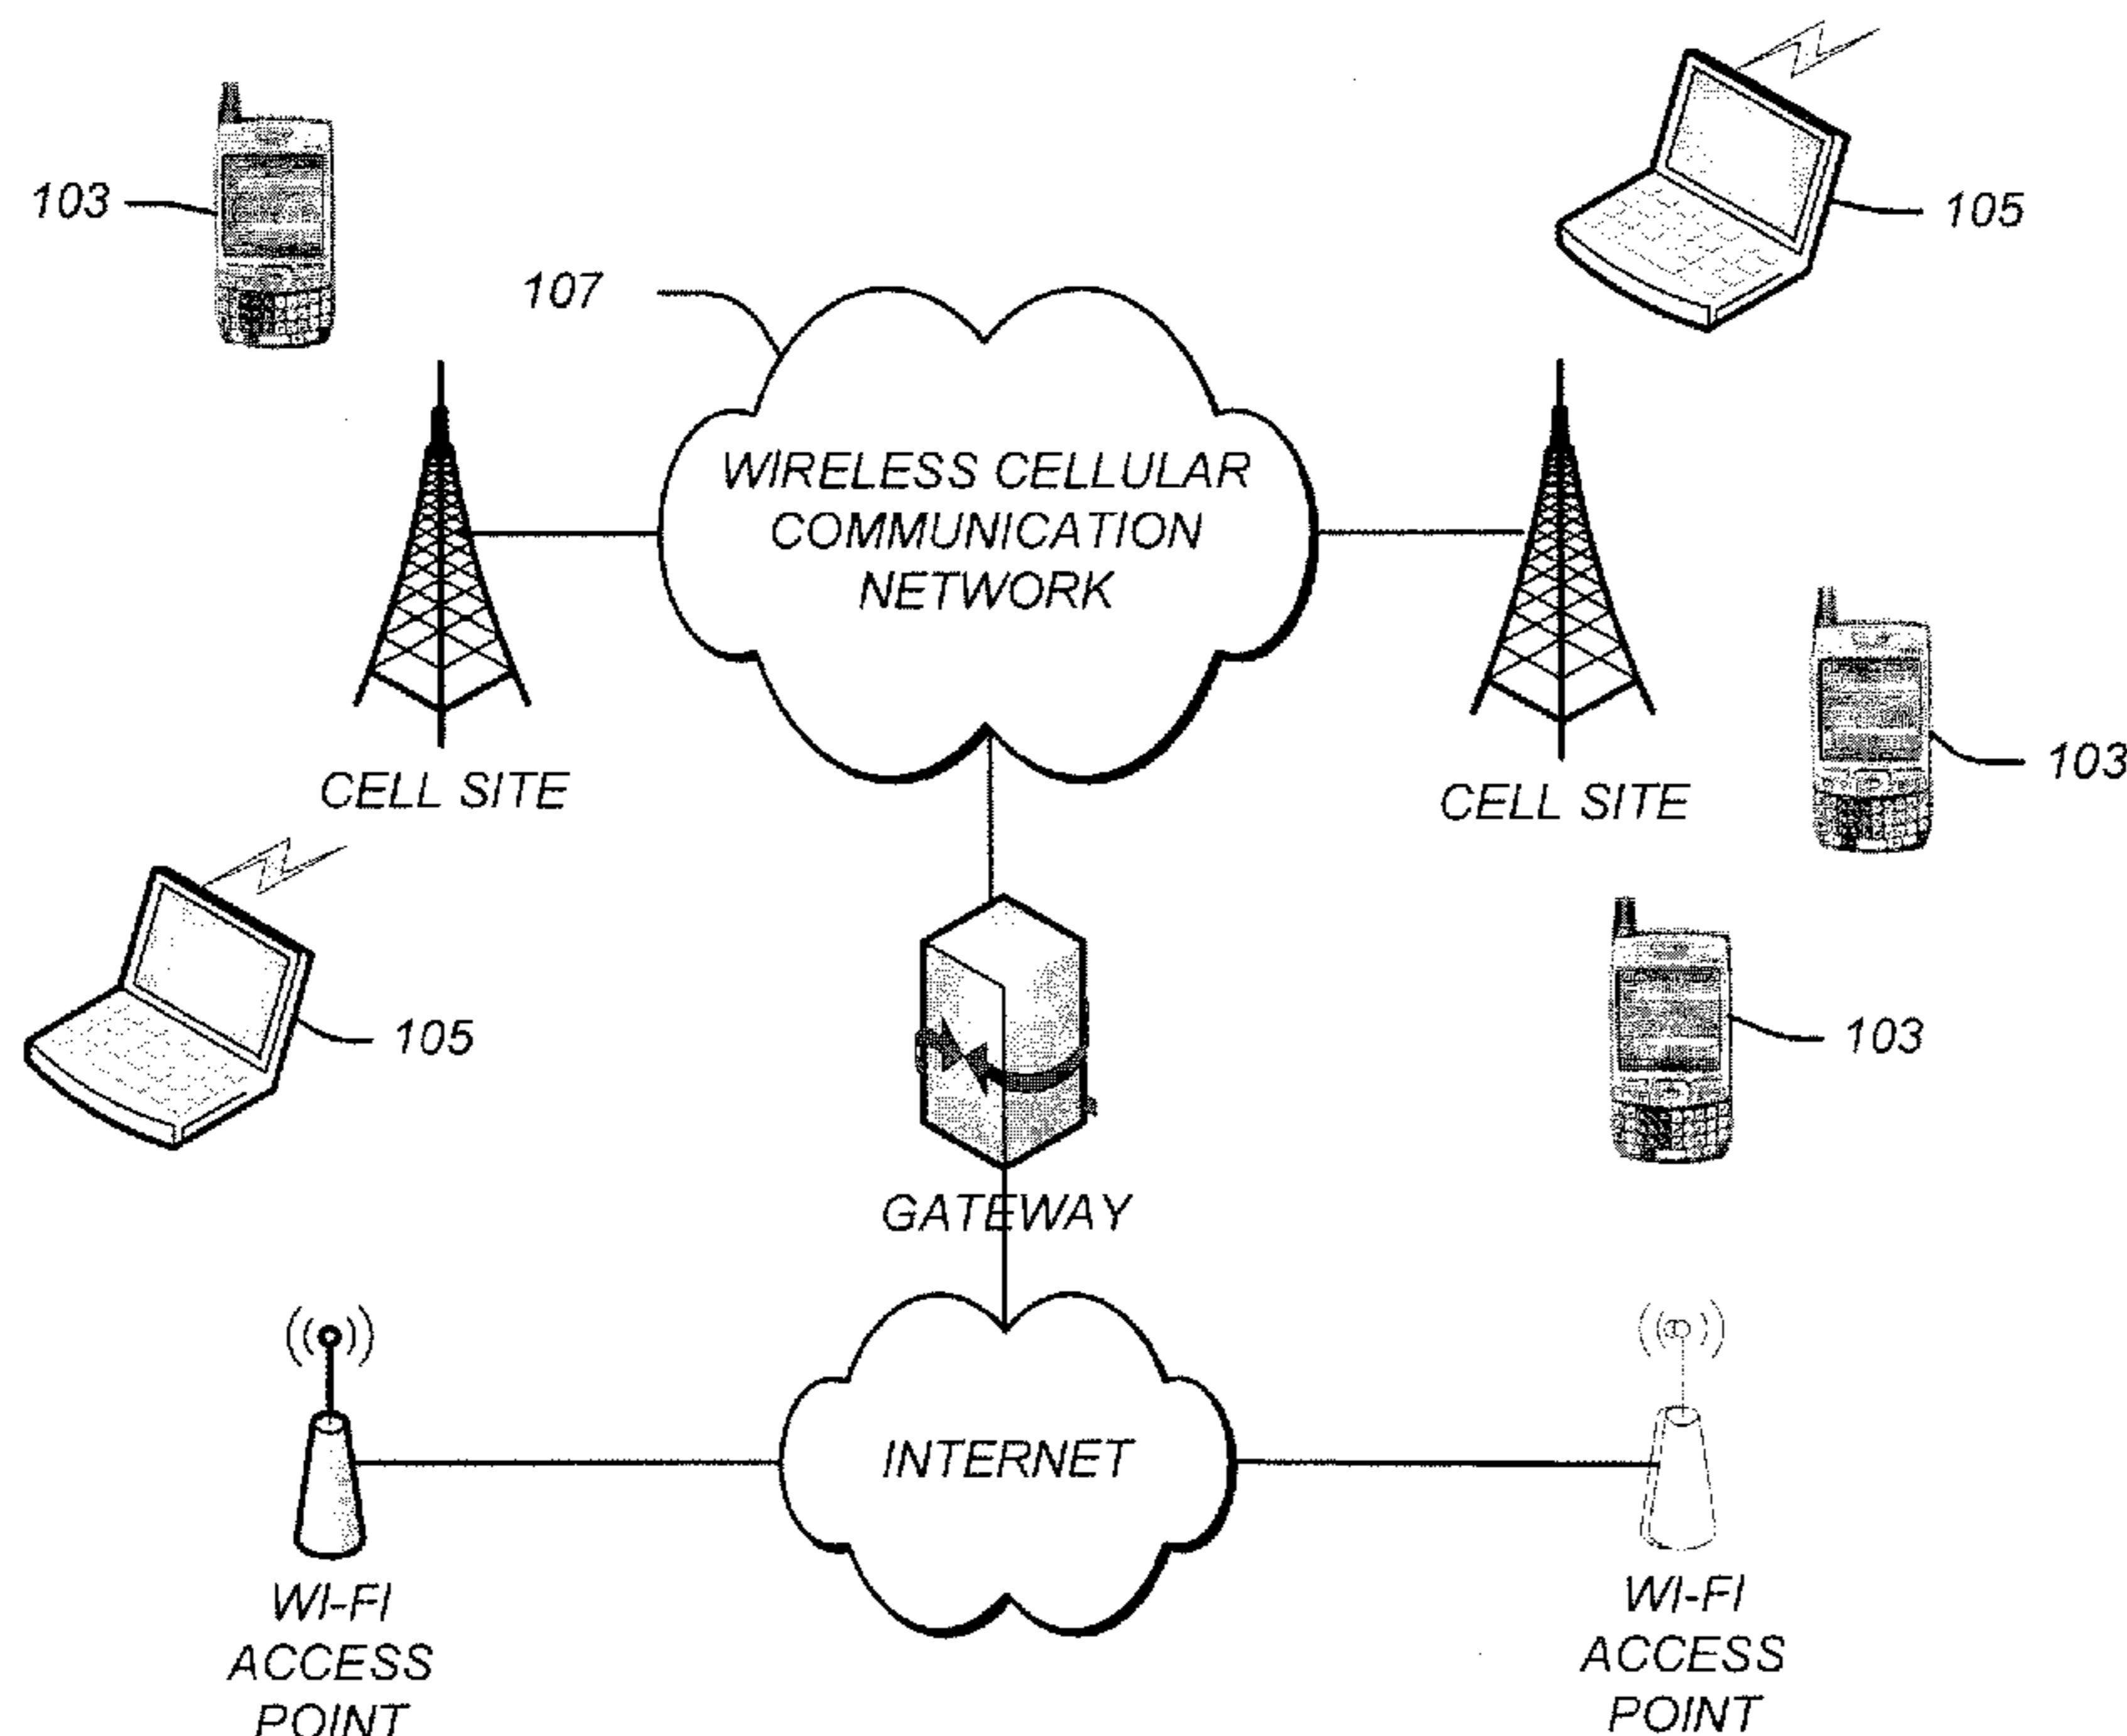 103
105
107
WIRELESS CELLULAR
COMMUNICATION
NETWORK
CELL SITE
CELL SITE
103
105
103
GATEWAY
INTERNET
WI-FI
ACCESS
POINT
WI-FI
ACCESS
POINT